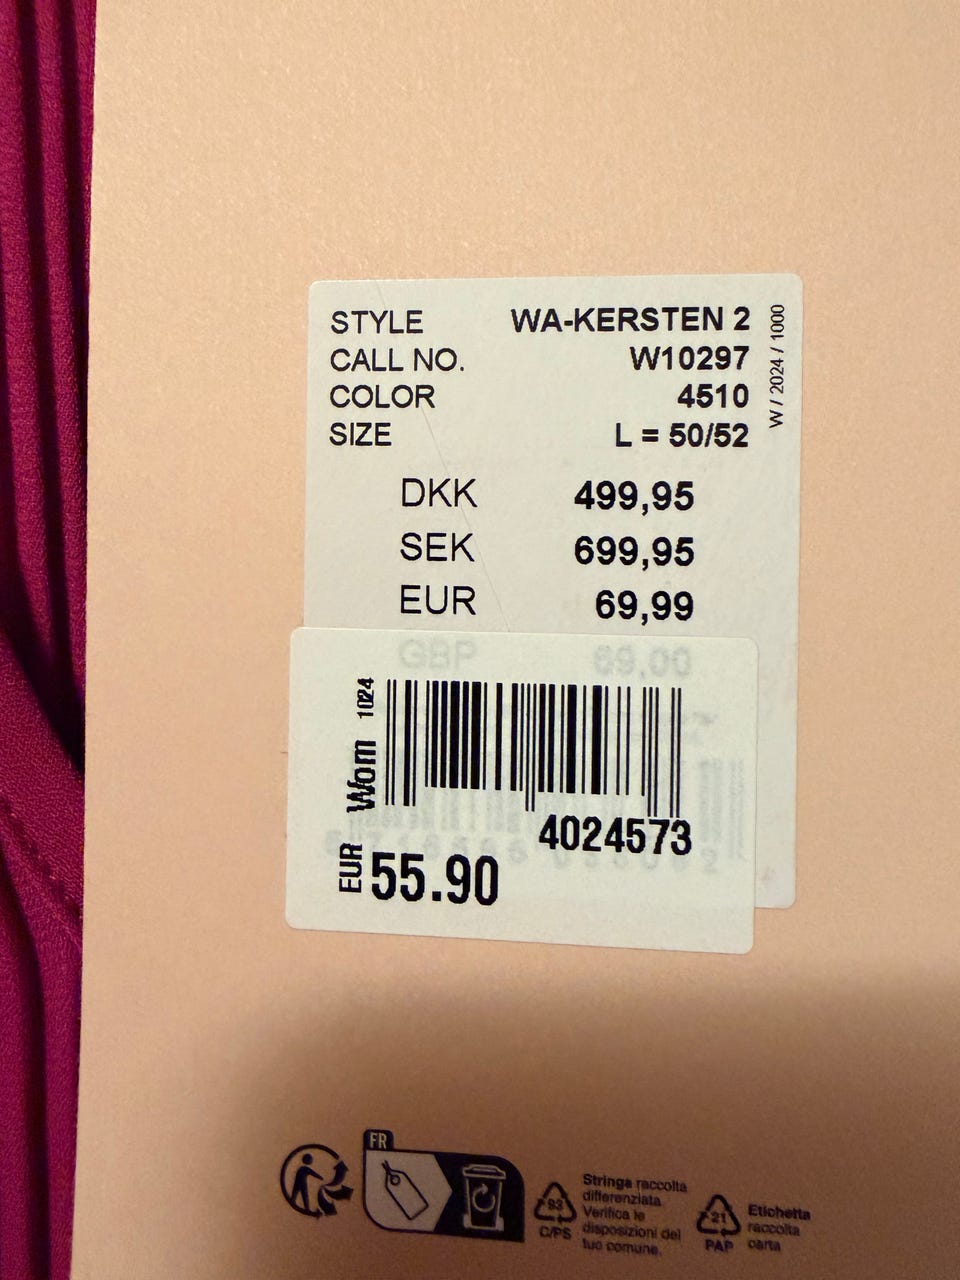 STYLE WA-KERSTEN 2
CALL NO. W10297
COLOR 4510
SIZE L = 50/52
W / 2024 / 1000
DKK 499,95
SEK 699,95
EUR 69,99
GBP 69,00
Wom 1024
4024573
EUR 55.90
FR
93
C/PS
Stringa raccolta
differenziata
Verifica le
disposizioni del
tuo comune.
21
PAP
Etichetta
raccolta
carta